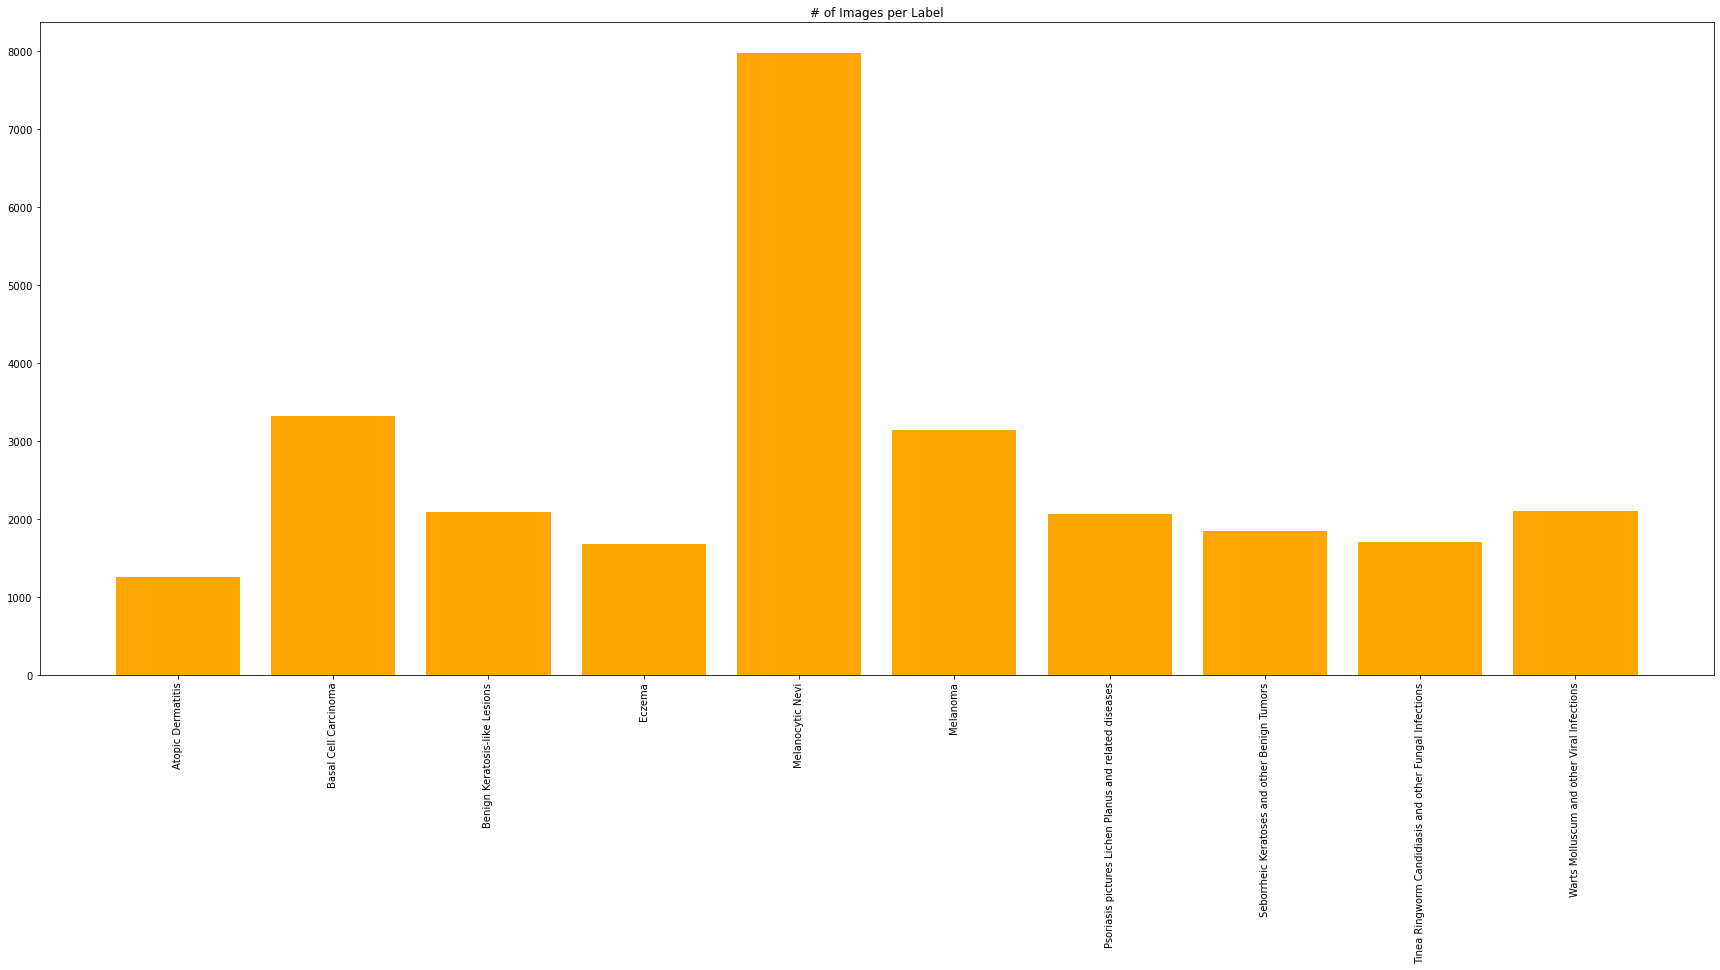 # of Images per Label
8000
7000
6000
5000
4000
3000
2000
1000
0
Atopic Dermatitis
Basal Cell Carcinoma
Benign Keratosis-like Lesions
Eczema
Melanocytic Nevi
Melanoma
Psoriasis pictures Lichen Planus and related diseases
Seborrheic Keratoses and other Benign Tumors
Tinea Ringworm Candidiasis and other Fungal Infections
Warts Molluscum and other Viral Infections